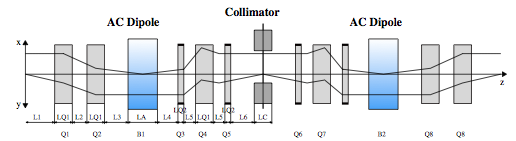 Collimator
AC Dipole AC Dipole
x
z
y
LQ2 LQ2
L1 LQ1 L2 LQ1 L3 LA L4 L5 LQ1 L5 L6 LC
Q3
Q1 Q2 B1 Q4 Q5 Q6 Q7 B2 Q8 Q8